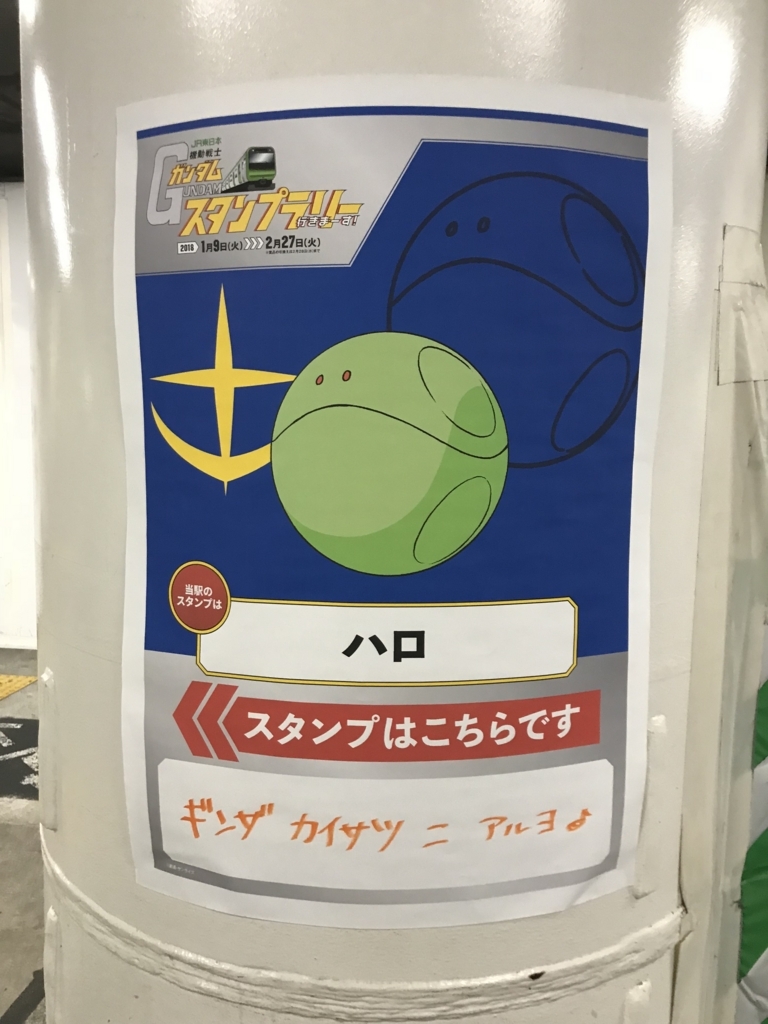 JR東日本
機動戦士
ガンダム
GUNDAM
スタンプラリー
行きまーす!
2018 1月9日(火)>>>2月27日(火)
当駅の
スタンプは
ハロ
スタンプはこちらです
ギンザ カイサツ ニ アルヨ♪